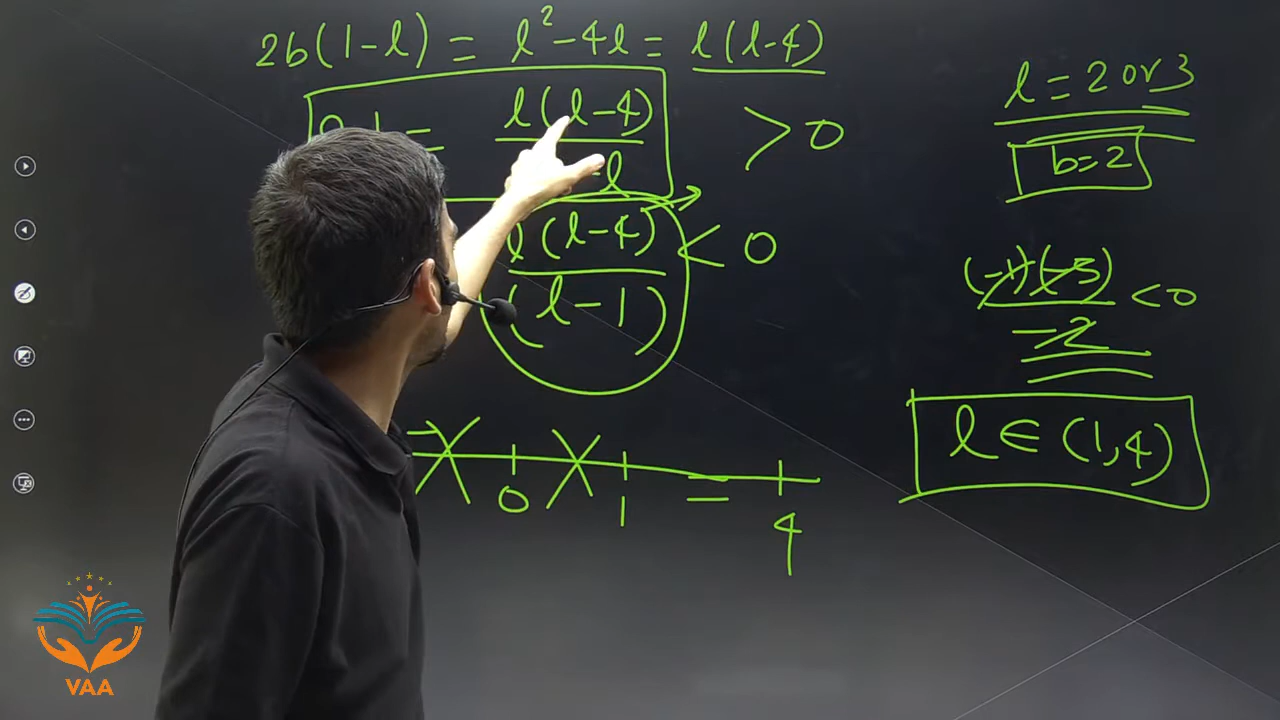 2b(1-l) = l²-4l = l(l-4)
l(l-4) > 0
-l
l(l-4) < 0
(l-1)
0 1 4
l = 2 or 3
b=2
(-1)(-3) < 0
-2
l ∈ (1,4)
VAA